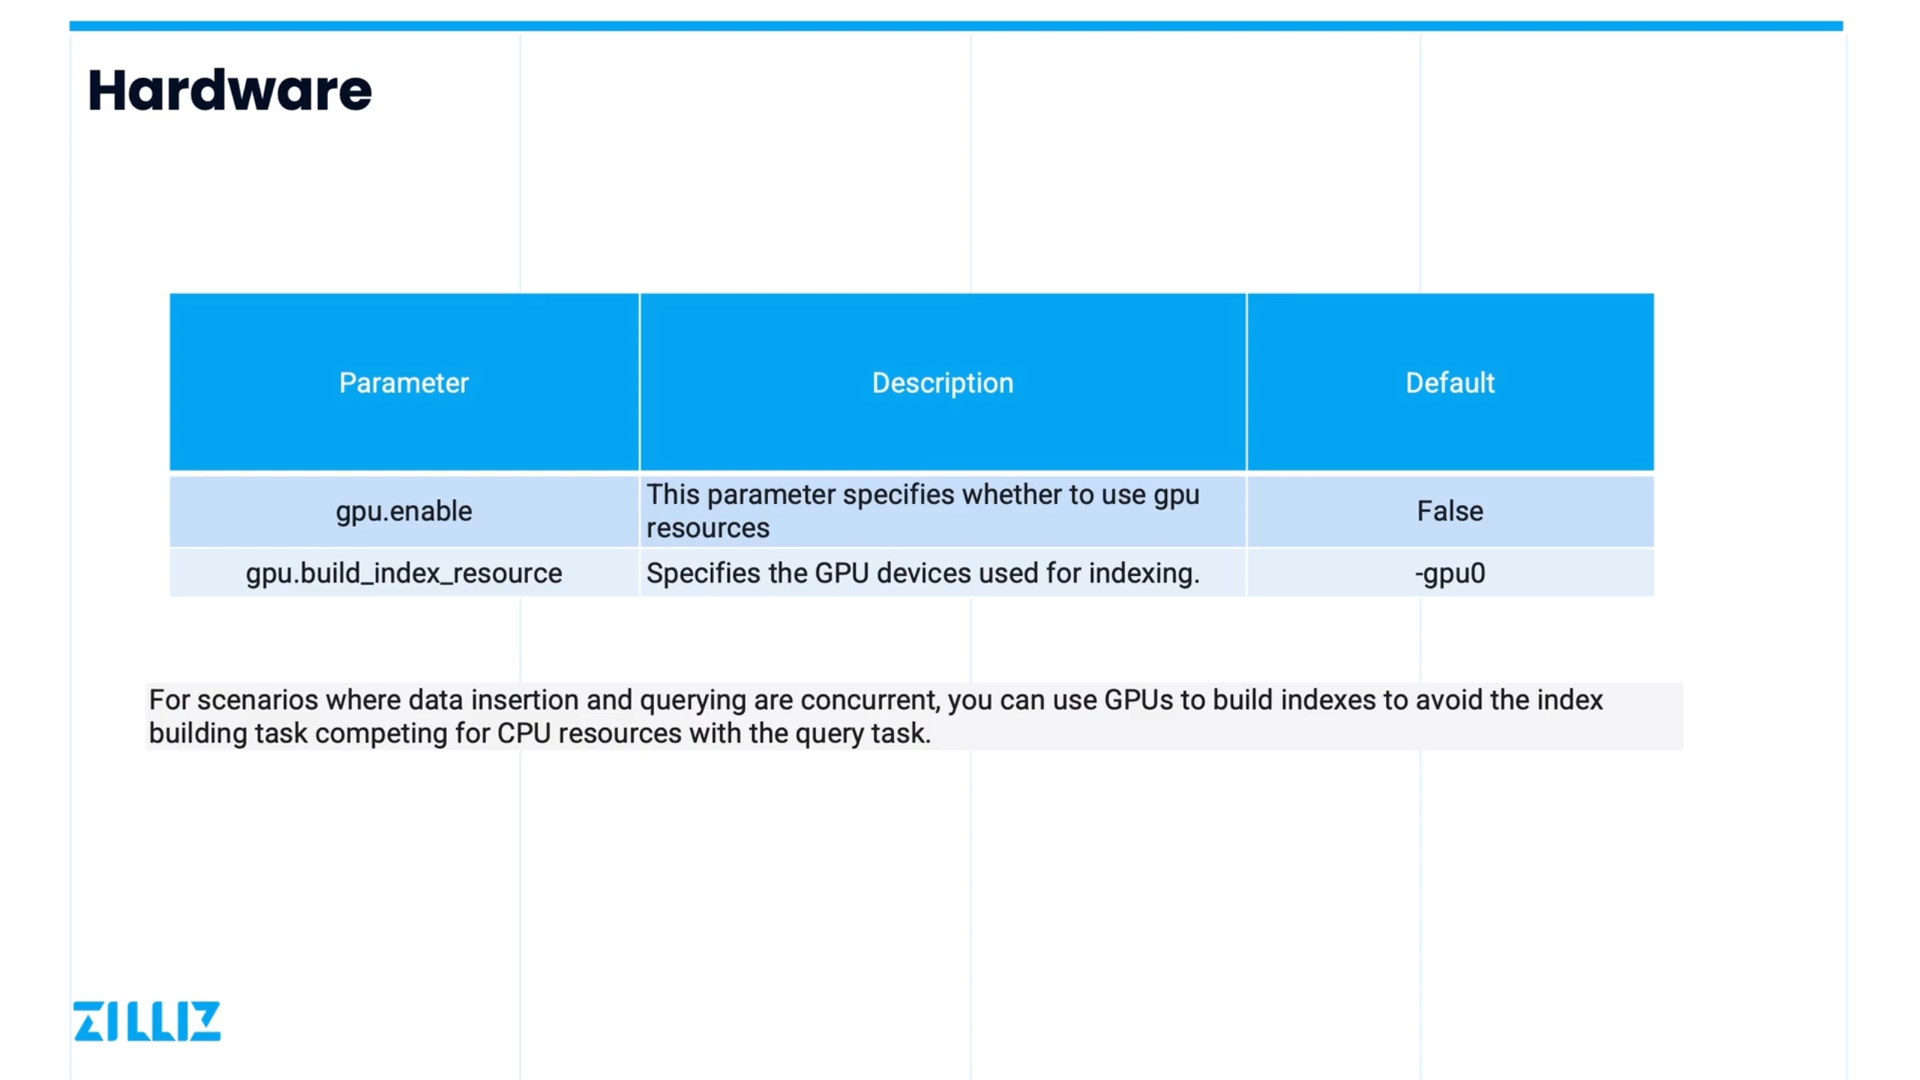 Hardware
Parameter
Description
Default
gpu.enable
This parameter specifies whether to use gpu
resources
False
gpu.build_index_resource
Specifies the GPU devices used for indexing.
-gpu0
For scenarios where data insertion and querying are concurrent, you can use GPUs to build indexes to avoid the index
building task competing for CPU resources with the query task.
ZILLIZ